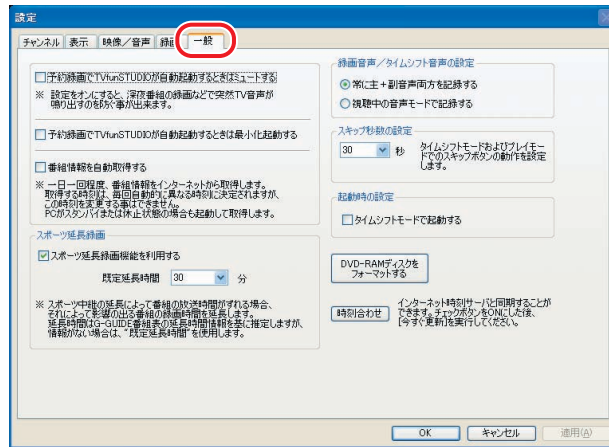 設定
チャンネル 表示 映像／音声 録画 一般
予約録画でTVfunSTUDIOが自動起動するときはミュートする
※ 設定をオンにすると、深夜番組の録画などで突然TV音声が
鳴り出すのを防ぐ事が出来ます。
予約録画でTVfunSTUDIOが自動起動するときは最小化起動する
番組情報を自動取得する
※ 一日一回程度、番組情報をインターネットから取得します。
取得する時刻は、毎回自動的に異なる時刻に決定されますが、
この時刻を変更する事はできません。
PCがスタンバイまたは休止状態の場合も起動して取得します。
スポーツ延長録画
スポーツ延長録画機能を利用する
既定延長時間 30 分
※ スポーツ中継の延長によって番組の放送時間がずれる場合、
それによって影響の出る番組の録画時間を延長します。
延長時間はG-GUIDE番組表の延長時間情報を基に推定しますが、
情報がない場合は、"既定延長時間"を使用します。
録画音声／タイムシフト音声の設定
常に主＋副音声両方を記録する
視聴中の音声モードで記録する
スキップ秒数の設定
30 秒
タイムシフトモードおよびプレイモー
ドでのスキップボタンの動作を設定
します。
起動時の設定
タイムシフトモードで起動する
DVD-RAMディスクを
フォーマットする
時刻合わせ
インターネット時刻サーバと同期することが
できます。チェックボタンをONにした後、
[今すぐ更新]を実行してください。
OK キャンセル 適用(A)